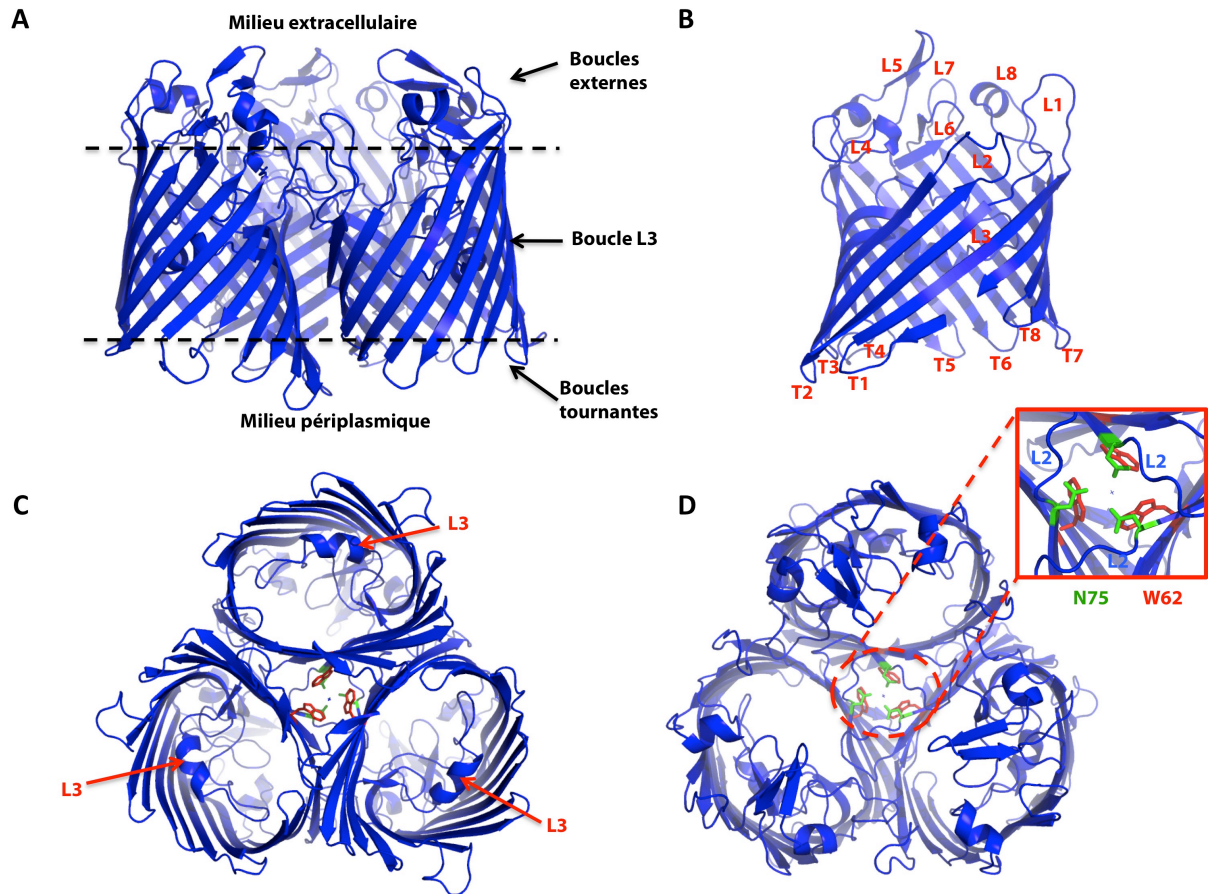 A
Milieu extracellulaire
Boucles
externes
Boucle L3
Boucles
tournantes
Milieu périplasmique
B
L5
L7
L8
L1
L6
L4
L2
L3
T8
T7
T4
T3
T5
T6
T1
T2
C
L3
L3
L3
D
L2
L2
L2
N75
W62